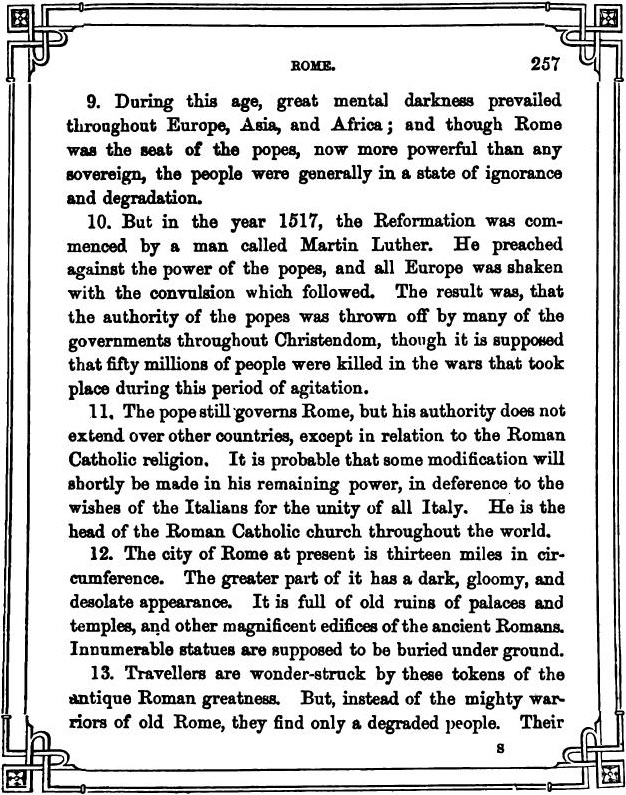 ROME. 257
9. During this age, great mental darkness prevailed
throughout Europe, Asia, and Africa; and though Rome
was the seat of the popes, now more powerful than any
sovereign, the people were generally in a state of ignorance
and degradation.
10. But in the year 1517, the Reformation was com-
menced by a man called Martin Luther. He preached
against the power of the popes, and all Europe was shaken
with the convulsion which followed. The result was, that
the authority of the popes was thrown off by many of the
governments throughout Christendom, though it is supposed
that fifty millions of people were killed in the wars that took
place during this period of agitation.
11. The pope still governs Rome, but his authority does not
extend over other countries, except in relation to the Roman
Catholic religion. It is probable that some modification will
shortly be made in his remaining power, in deference to the
wishes of the Italians for the unity of all Italy. He is the
head of the Roman Catholic church throughout the world.
12. The city of Rome at present is thirteen miles in cir-
cumference. The greater part of it has a dark, gloomy, and
desolate appearance. It is full of old ruins of palaces and
temples, and other magnificent edifices of the ancient Romans.
Innumerable statues are supposed to be buried under ground.
13. Travellers are wonder-struck by these tokens of the
antique Roman greatness. But, instead of the mighty war-
riors of old Rome, they find only a degraded people. Their
S